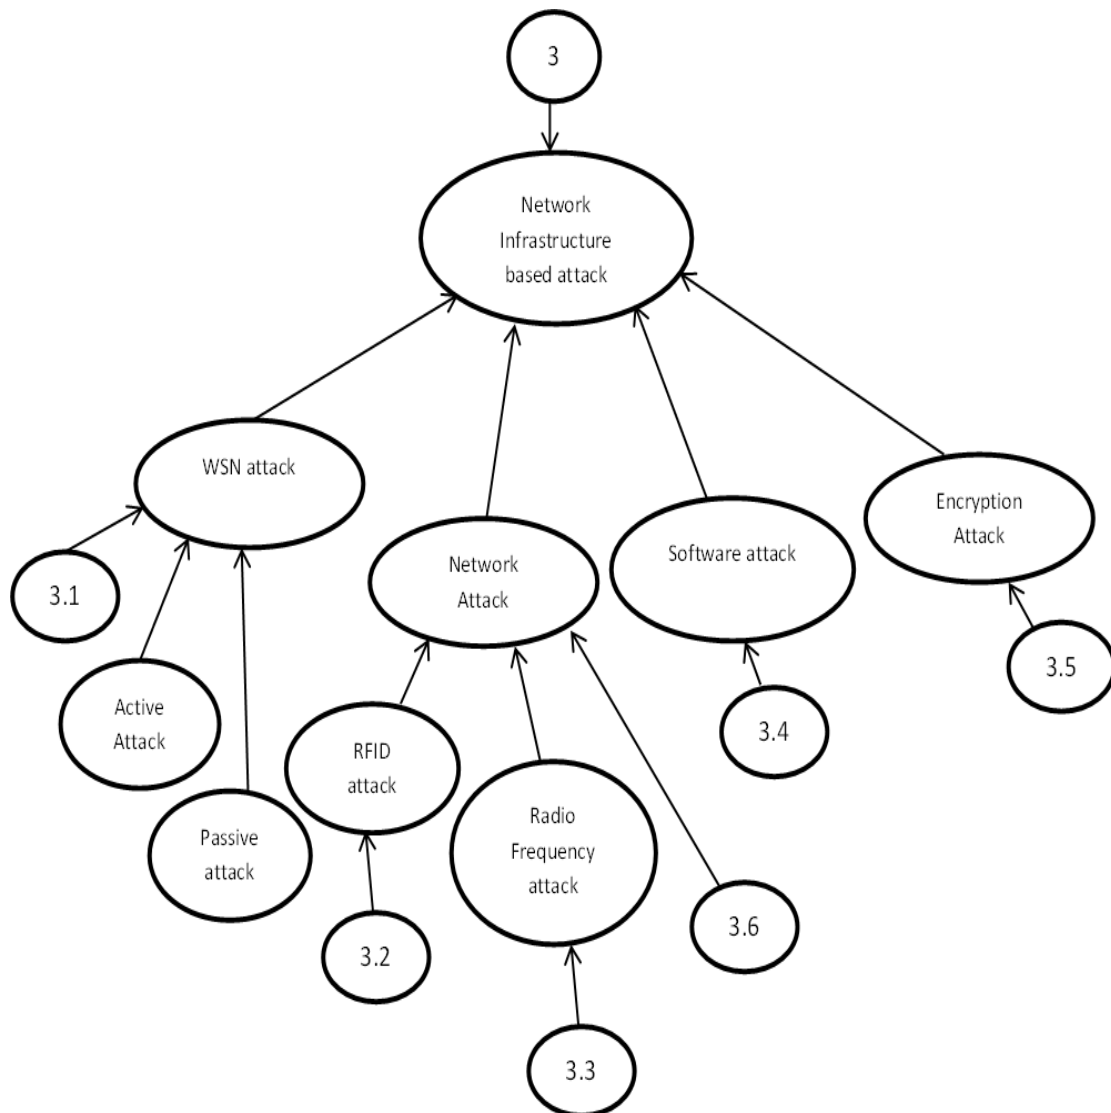 3
Network
Infrastructure
based attack
WSN attack
Network
Attack
Software attack
Encryption
Attack
3.1
Active
Attack
Passive
attack
RFID
attack
Radio
Frequency
attack
3.4
3.5
3.2
3.6
3.3